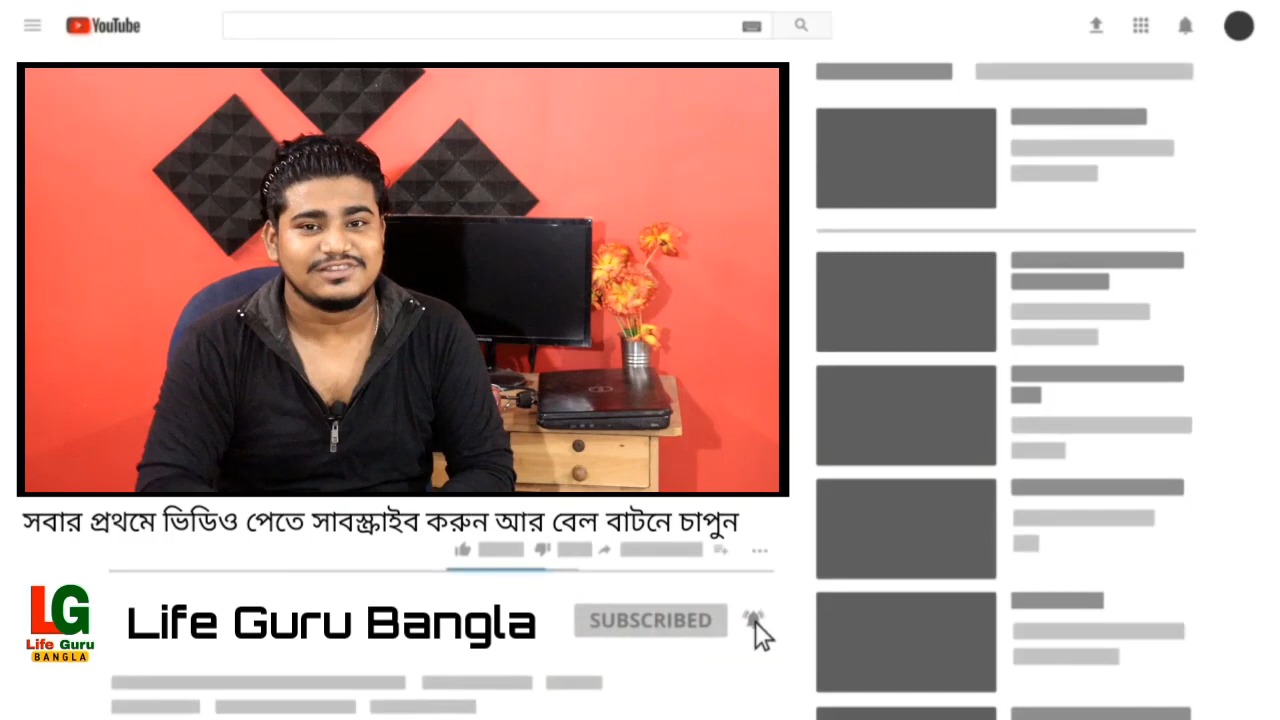 YouTube
সবার প্রথমে ভিডিও পেতে সাবস্ক্রাইব করুন আর বেল বাটনে চাপুন
LG
Life Guru
BANGLA
Life Guru Bangla
SUBSCRIBED